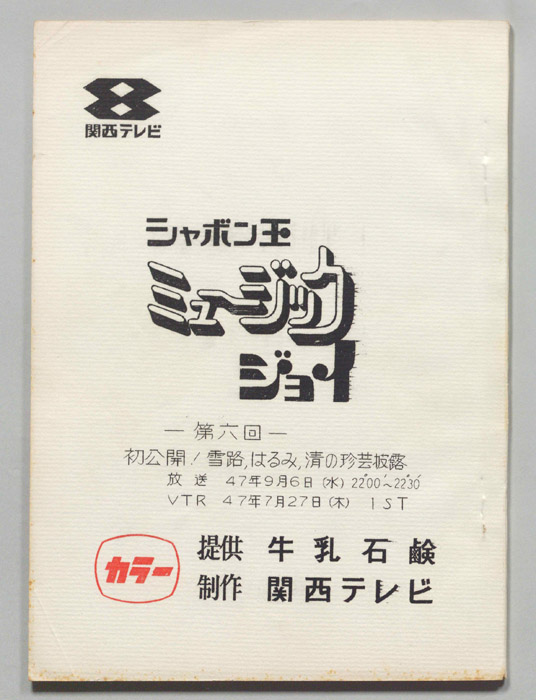 関西テレビ
シャボン玉
ミュージック
ジョイ
―第六回―
初公開!雪路,はるみ,清の珍芸披露
放送 47年9月6日(水) 22°00′~22°30′
VTR 47年7月27日(木) 1ST
カラー
提供 牛乳石鹸
制作 関西テレビ